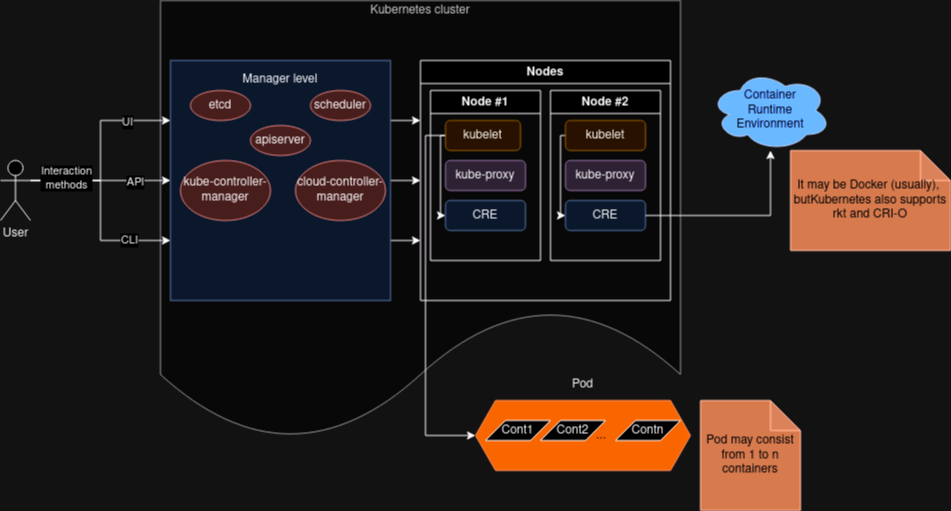 Kubernetes cluster
Manager level
etcd
scheduler
apiserver
kube-controller-
manager
cloud-controller-
manager
User
Interaction
methods
UI
API
CLI
Nodes
Node #1
kubelet
kube-proxy
CRE
Node #2
kubelet
kube-proxy
CRE
Container
Runtime
Environment
It may be Docker (usually),
butKubernetes also supports
rkt and CRI-O
Pod
Cont1
Cont2
...
Contn
Pod may consist
from 1 to n
containers